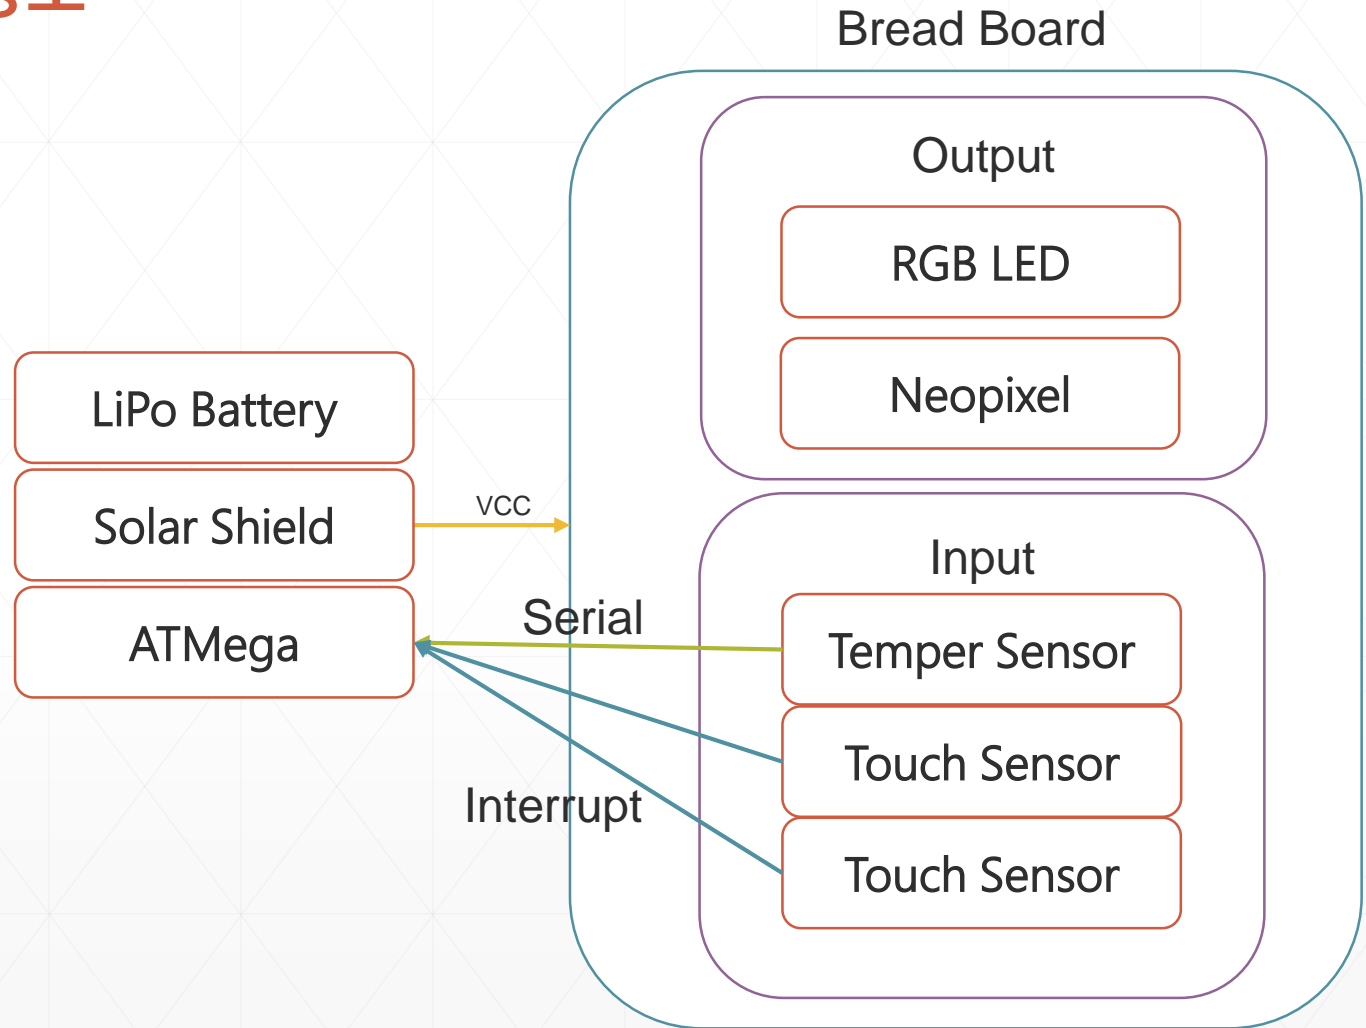 Bread Board
Output
RGB LED
Neopixel
LiPo Battery
Solar Shield
VCC
ATMega
Input
Serial
Temper Sensor
Touch Sensor
Interrupt
Touch Sensor